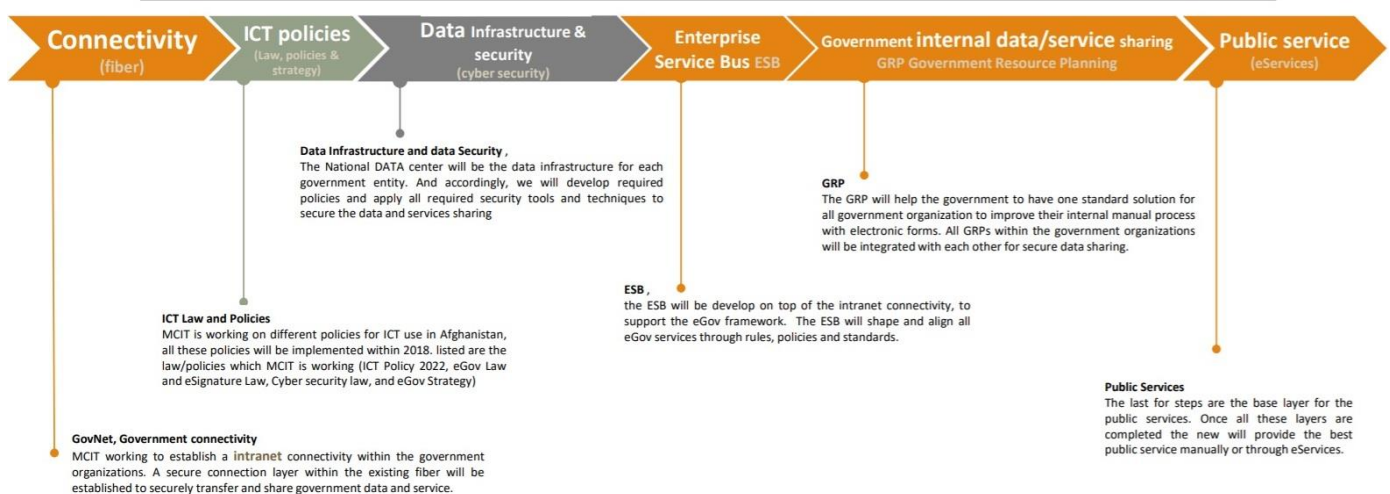 Connectivity
(fiber)
ICT policies
(Law, policies &
strategy)
Data Infrastructure &
security
(cyber security)
Enterprise
Service Bus ESB
Government internal data/service sharing
GRP Government Resource Planning
Public service
(eServices)
Data Infrastructure and data Security ,
The National DATA center will be the data infrastructure for each
government entity. And accordingly, we will develop required
policies and apply all required security tools and techniques to
secure the data and services sharing
GRP
The GRP will help the government to have one standard solution for
all government organization to improve their internal manual process
with electronic forms. All GRPs within the government organizations
will be integrated with each other for secure data sharing.
ESB ,
the ESB will be develop on top of the intranet connectivity, to
support the eGov framework. The ESB will shape and align all
eGov services through rules, policies and standards.
ICT Law and Policies
MCIT is working on different policies for ICT use in Afghanistan,
all these policies will be implemented within 2018. listed are the
law/policies which MCIT is working (ICT Policy 2022, eGov Law
and eSignature Law, Cyber security law, and eGov Strategy)
Public Services
The last for steps are the base layer for the
public services. Once all these layers are
completed the new will provide the best
public service manually or through eServices.
GovNet, Government connectivity
MCIT working to establish a intranet connectivity within the government
organizations. A secure connection layer within the existing fiber will be
established to securely transfer and share government data and service.